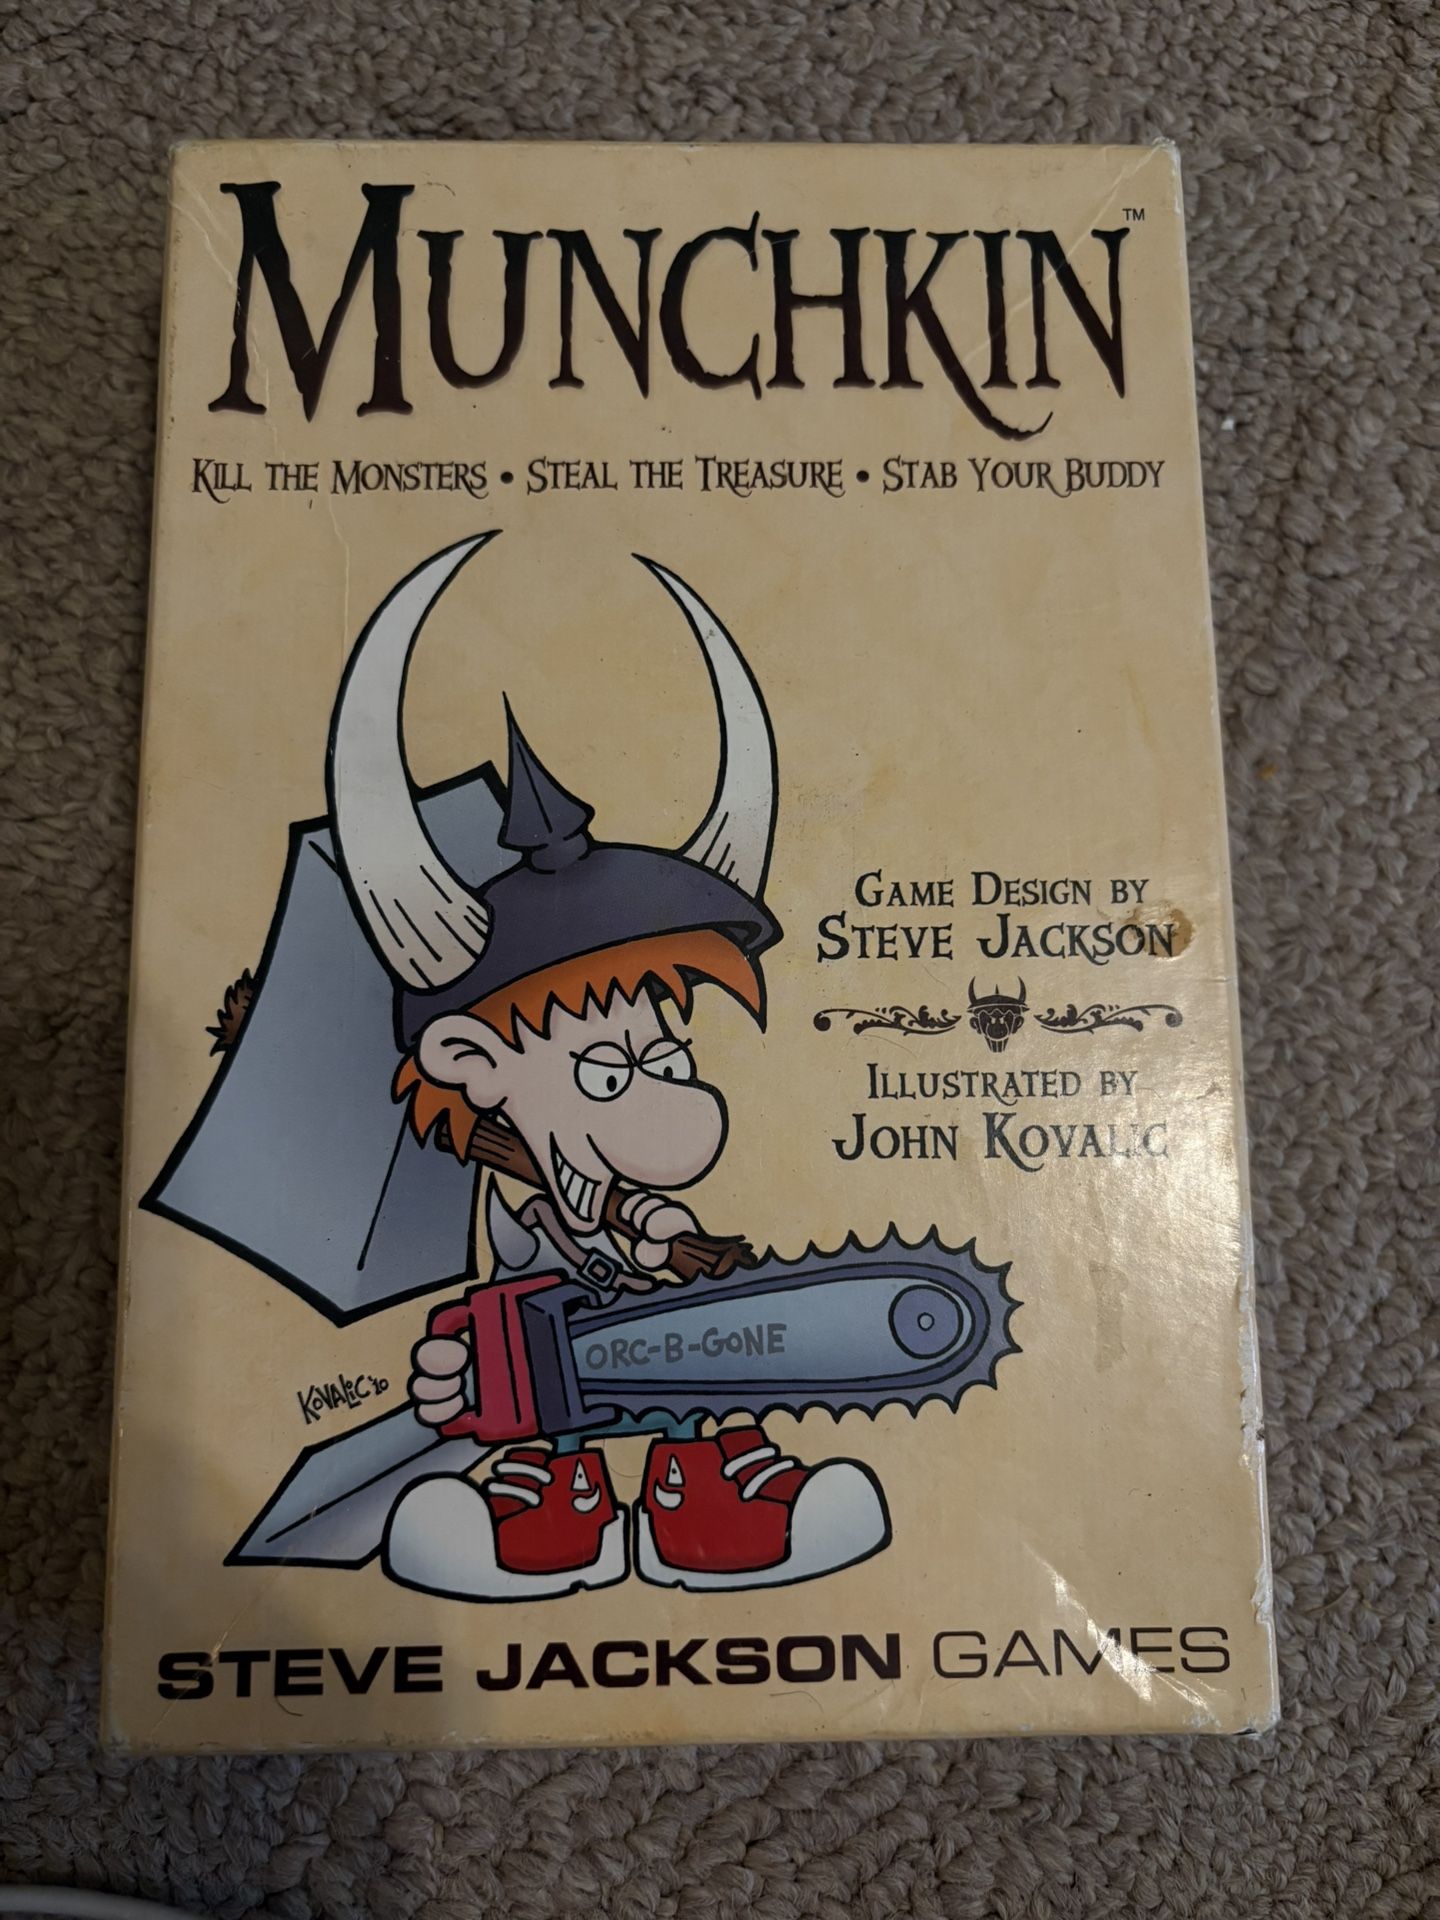 MUNCHKIN™
KILL THE MONSTERS • STEAL THE TREASURE • STAB YOUR BUDDY
GAME DESIGN BY
STEVE JACKSON
ILLUSTRATED BY
JOHN KOVALIC
ORC-B-GONE
KOVALIC '10
STEVE JACKSON GAMES